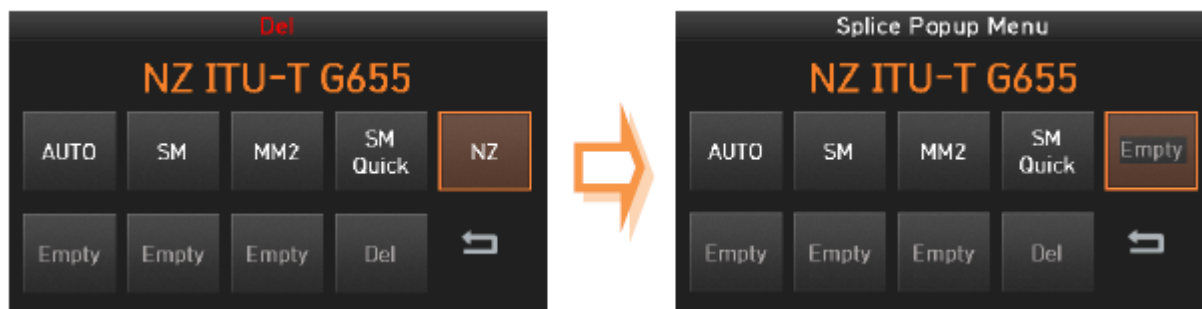 Del
NZ ITU-T G655
AUTO SM MM2 SM Quick NZ
Empty Empty Empty Del
Splice Popup Menu
NZ ITU-T G655
AUTO SM MM2 SM Quick Empty
Empty Empty Empty Del